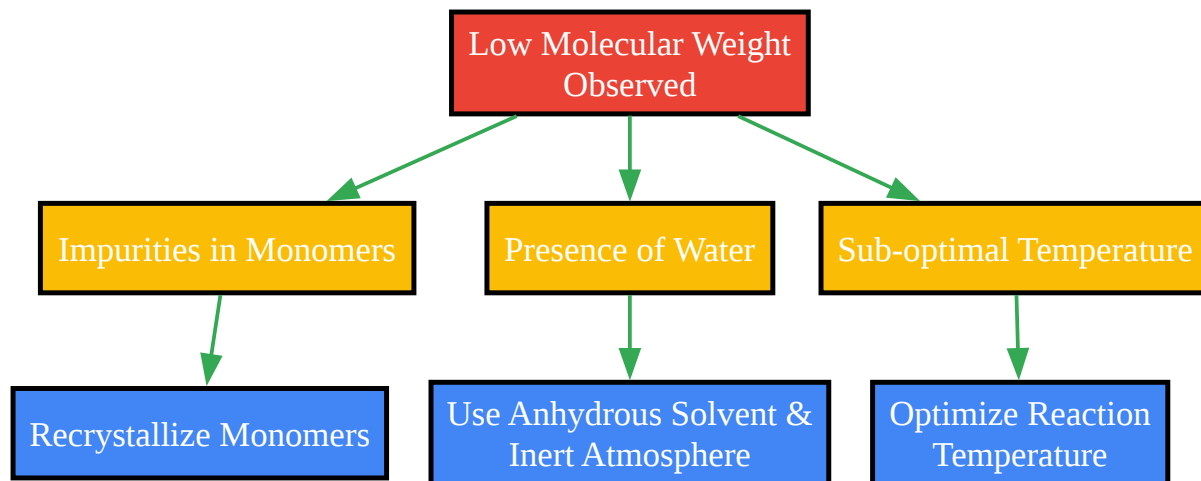 Low Molecular Weight
Observed
Impurities in Monomers
Presence of Water
Sub-optimal Temperature
Recrystallize Monomers
Use Anhydrous Solvent &
Inert Atmosphere
Optimize Reaction
Temperature